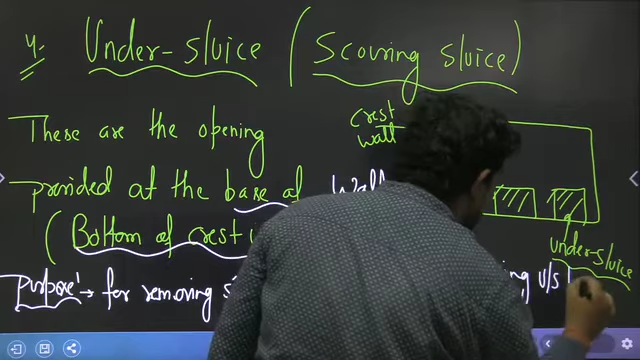 4. Under-sluice (Scouring sluice)
These are the opening
crest
wall
provided at the base of wall
(Bottom of crest
under-sluice
purpose → for removing u/s